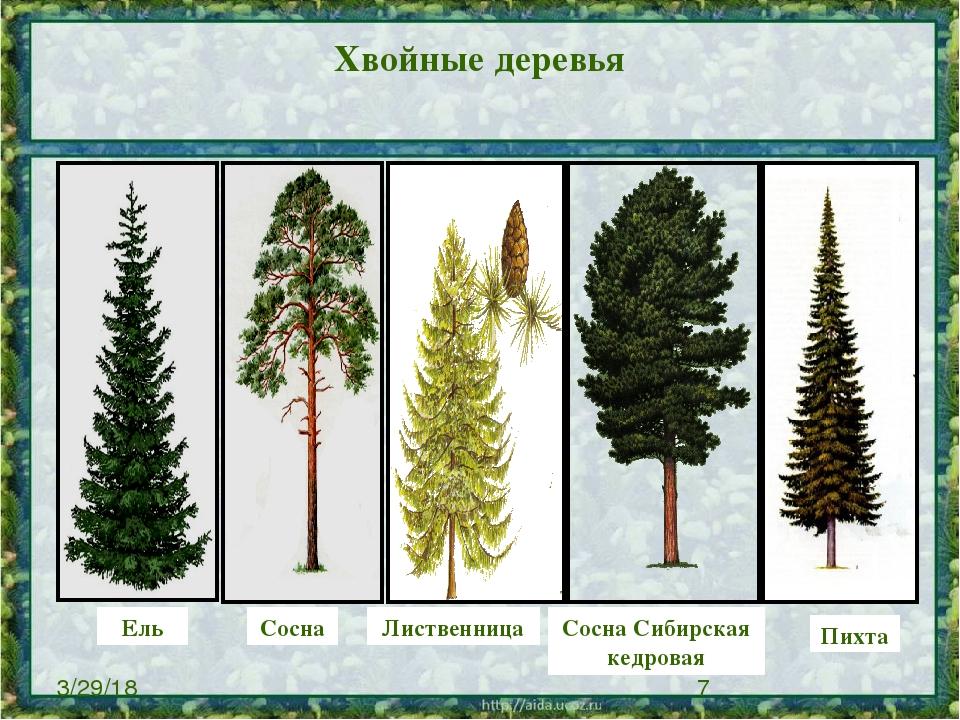 Хвойные деревья
Ель
Сосна
Лиственница
Сосна Сибирская
кедровая
Пихта
3/29/18
7
http://aida.ucoz.ru